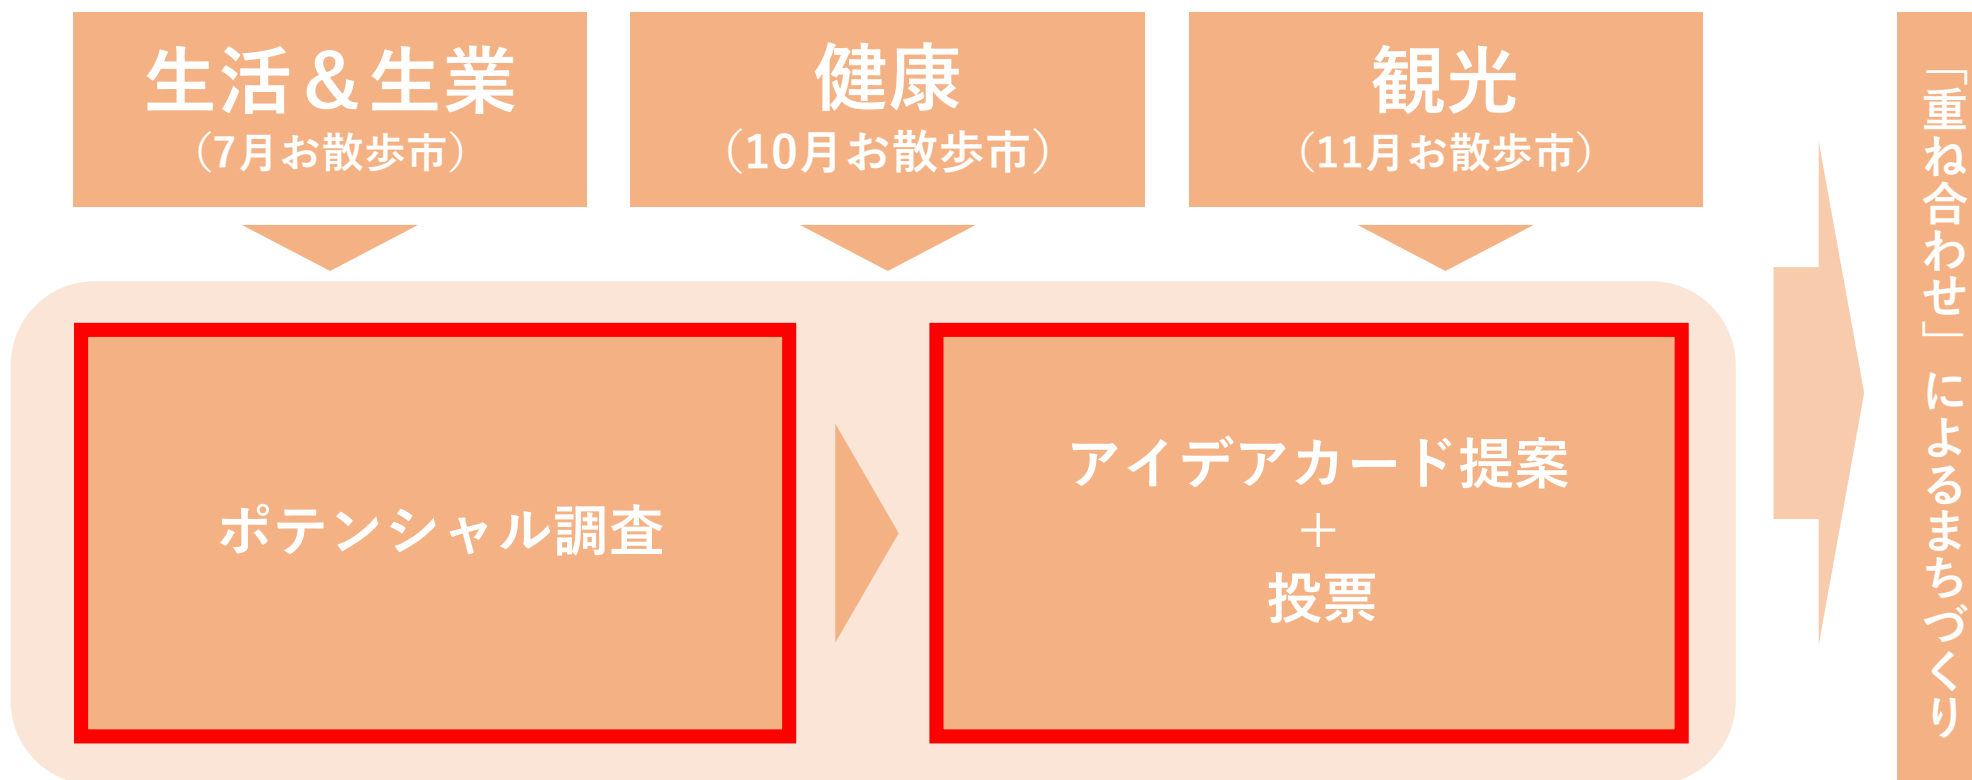 生活＆生業
（7月お散歩市）
健康
（10月お散歩市）
観光
（11月お散歩市）
ポテンシャル調査
アイデアカード提案
＋
投票
「重ね合わせ」によるまちづくり